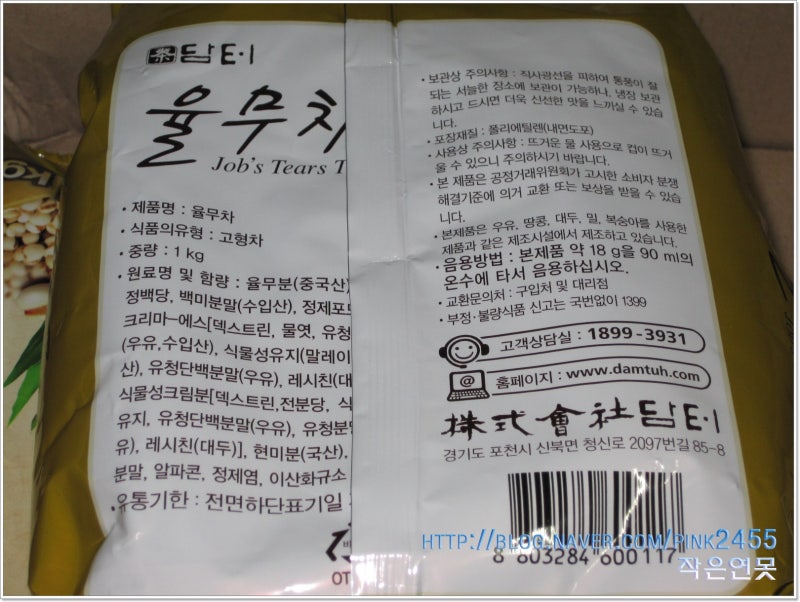 담터
율무차
Job's Tears T
· 제품명 : 율무차
· 식품의유형 : 고형차
· 중량 : 1 kg
· 원료명 및 함량 : 율무분(중국산)
정백당, 백미분말(수입산), 정제포도
크리마-에스[덱스트린, 물엿, 유청
(우유,수입산), 식물성유지(말레이
산), 유청단백분말(우유), 레시친(대
식물성크림분[덱스트린,전분당, 식
유지, 유청단백분말(우유), 유청분
유), 레시친(대두)], 현미분(국산),
분말, 알파콘, 정제염, 이산화규소
· 유통기한 : 전면하단표기일
OT
· 보관상 주의사항 : 직사광선을 피하여 통풍이 잘
되는 서늘한 장소에 보관이 가능하나, 냉장 보관
하시고 드시면 더욱 신선한 맛을 느끼실 수 있습
니다.
· 포장재질 : 폴리에틸렌(내면도포)
· 사용상 주의사항 : 뜨거운 물 사용으로 컵이 뜨거
울 수 있으니 주의하시기 바랍니다.
· 본 제품은 공정거래위원회가 고시한 소비자 분쟁
해결기준에 의거 교환 또는 보상을 받을 수 있습
니다.
· 본제품은 우유, 땅콩, 대두, 밀, 복숭아를 사용한
제품과 같은 제조시설에서 제조하고 있습니다.
· 음용방법 : 본제품 약 18 g을 90 ml의
온수에 타서 음용하십시오.
· 교환문의처 : 구입처 및 대리점
· 부정·불량식품 신고는 국번없이 1399
고객상담실 : 1899-3931
@ 홈페이지 : www.damtuh.com
株式會社담터
경기도 포천시 신북면 청신로 2097번길 85-8
8 803284 600117
HTTP://BLOG.NAVER.COM/PINK2455
작은연못
KO